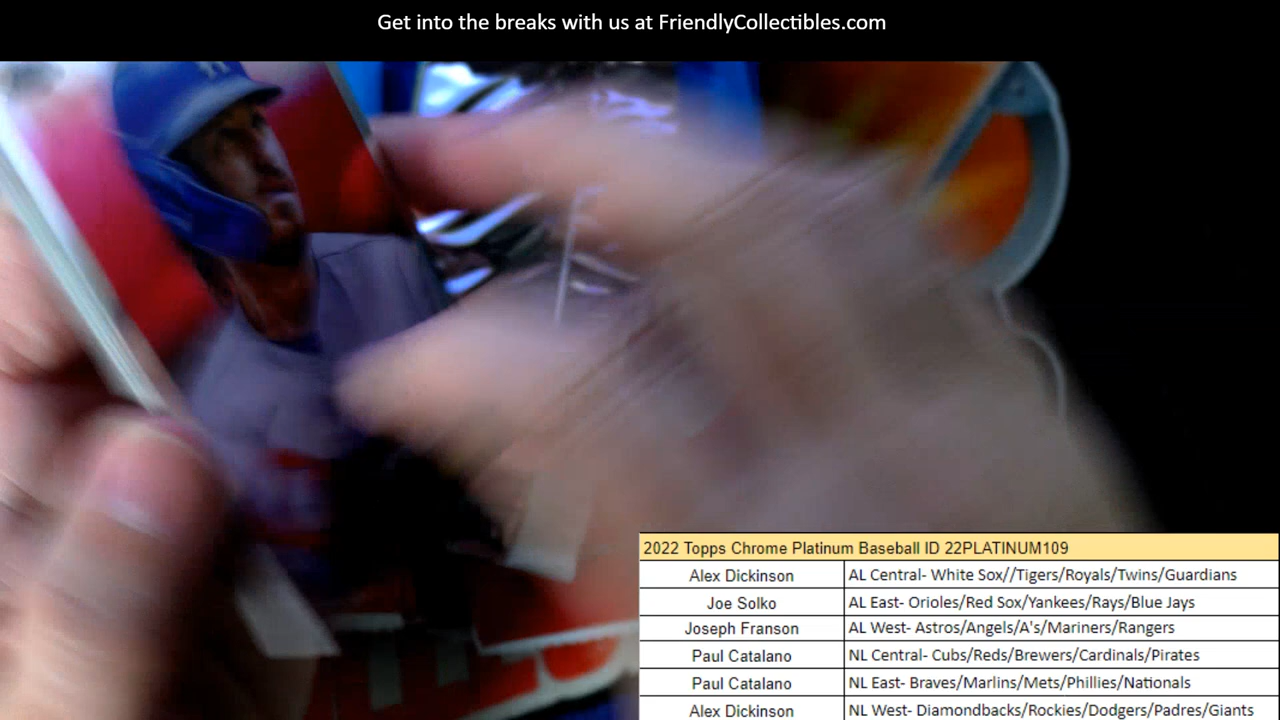 Get into the breaks with us at FriendlyCollectibles.com
2022 Topps Chrome Platinum Baseball ID 22PLATINUM109
Alex Dickinson AL Central- White Sox//Tigers/Royals/Twins/Guardians
Joe Solko AL East- Orioles/Red Sox/Yankees/Rays/Blue Jays
Joseph Franson AL West- Astros/Angels/A's/Mariners/Rangers
Paul Catalano NL Central- Cubs/Reds/Brewers/Cardinals/Pirates
Paul Catalano NL East- Braves/Marlins/Mets/Phillies/Nationals
Alex Dickinson NL West- Diamondbacks/Rockies/Dodgers/Padres/Giants